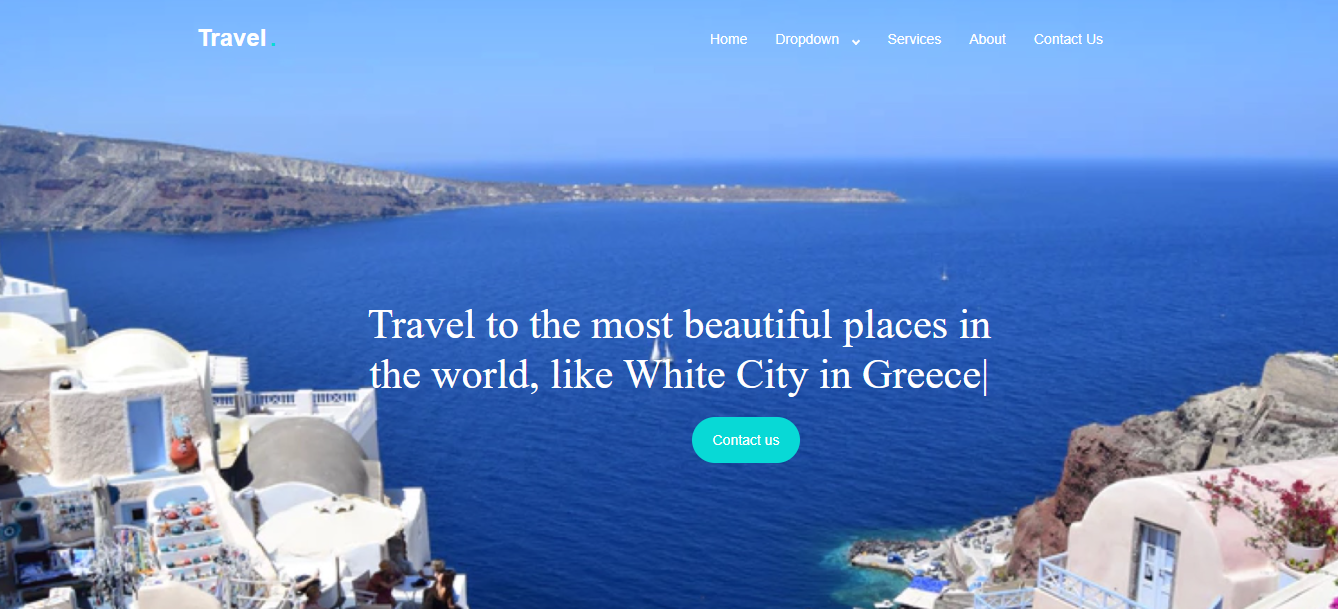 Travel .
Home Dropdown Services About Contact Us
Travel to the most beautiful places in
the world, like White City in Greece|
Contact us